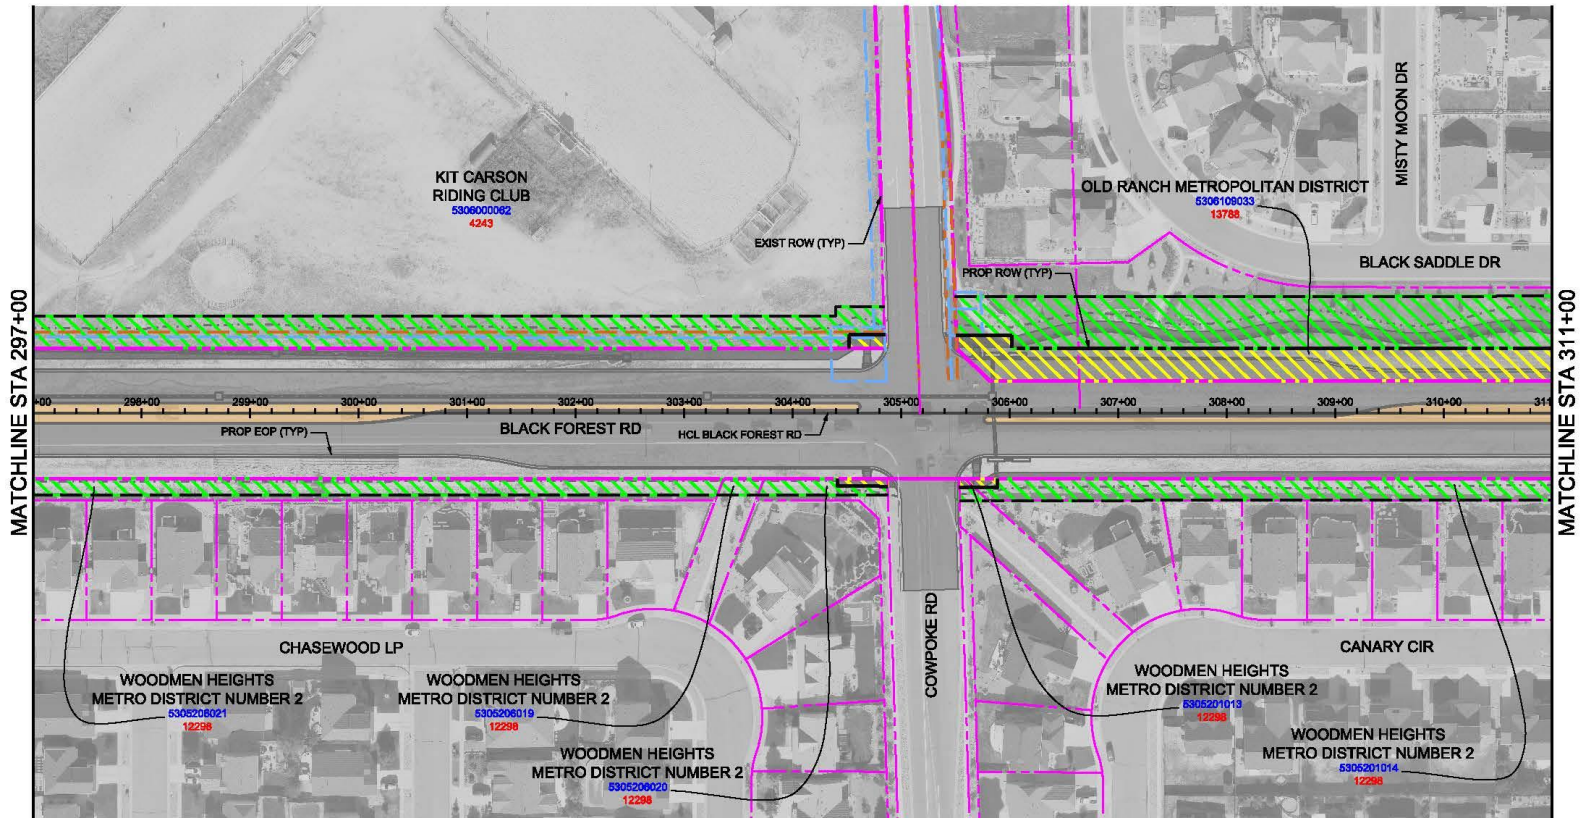 MATCHLINE STA 297+00
MATCHLINE STA 311+00
KIT CARSON
RIDING CLUB
5306000062
4243
EXIST ROW (TYP)
OLD RANCH METROPOLITAN DISTRICT
5306109033
13788
MISTY MOON DR
BLACK SADDLE DR
PROP ROW (TYP)
+00
298+00
299+00
300+00
301+00
302+00
303+00
304+00
305+00
306+00
307+00
308+00
309+00
310+00
311
PROP EOP (TYP)
BLACK FOREST RD
HCL BLACK FOREST RD
COWPOKE RD
CHASEWOOD LP
CANARY CIR
WOODMEN HEIGHTS
METRO DISTRICT NUMBER 2
5305206021
12298
WOODMEN HEIGHTS
METRO DISTRICT NUMBER 2
5305206019
12298
WOODMEN HEIGHTS
METRO DISTRICT NUMBER 2
5305206020
12298
WOODMEN HEIGHTS
METRO DISTRICT NUMBER 2
5305201013
12298
WOODMEN HEIGHTS
METRO DISTRICT NUMBER 2
5305201014
12298